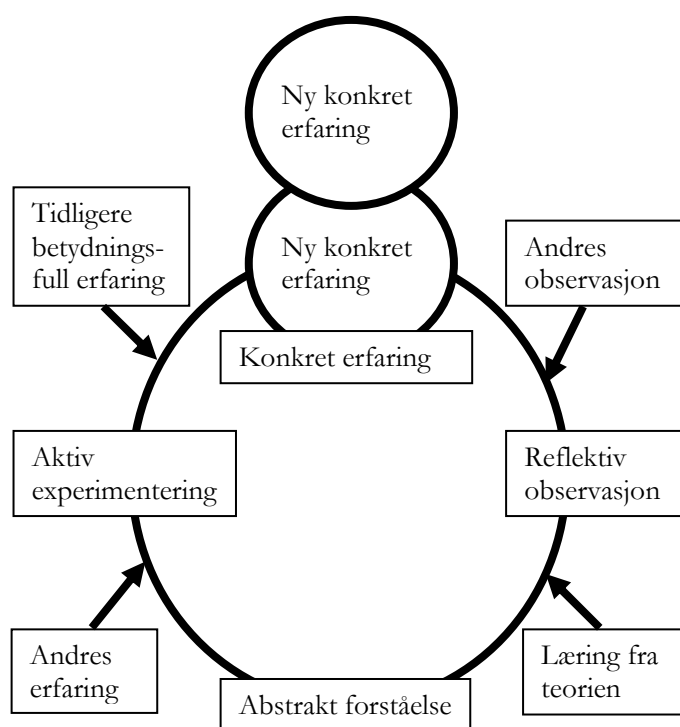 Ny konkret
erfaring
Tidligere
betydnings-
full erfaring
Ny konkret
erfaring
Andres
observasjon
Konkret erfaring
Aktiv
experimentering
Reflektiv
observasjon
Andres
erfaring
Læring fra
teorien
Abstrakt forståelse